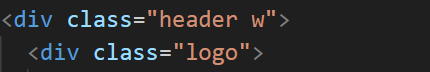 <div class="header w">
<div class="logo">